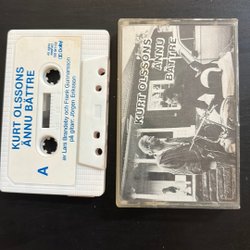 KURT OLSSONS
ÄNNU BÄTTRE
A
av Lars Brandeby och Frank Gunnarsson
på gitarr: Jörgen Eriksson
KURT OLSSONS
ÄNNU
BÄTTRE